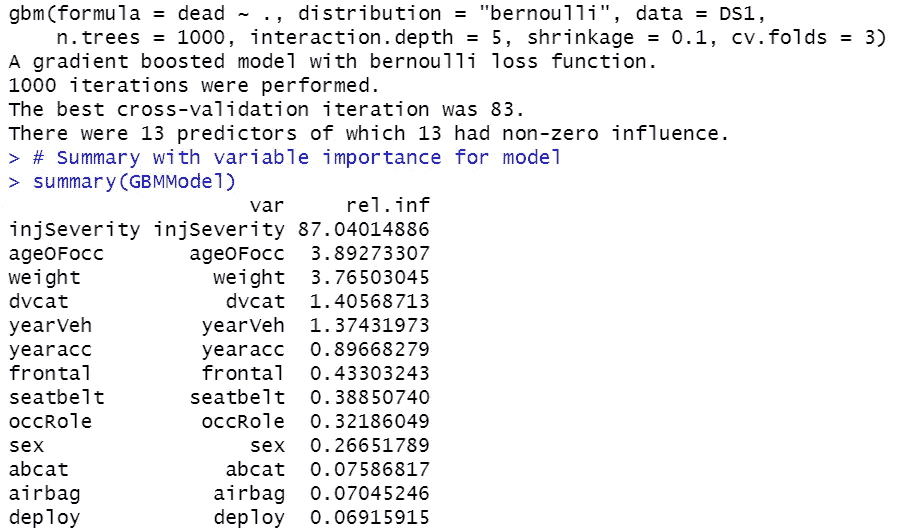 gbm(formula = dead ~ ., distribution = "bernoulli", data = DS1,
    n.trees = 1000, interaction.depth = 5, shrinkage = 0.1, cv.folds = 3)
A gradient boosted model with bernoulli loss function.
1000 iterations were performed.
The best cross-validation iteration was 83.
There were 13 predictors of which 13 had non-zero influence.
> # Summary with variable importance for model
> summary(GBMModel)
                    var     rel.inf
injSeverity injSeverity 87.04014886
ageOFocc       ageOFocc  3.89273307
weight           weight  3.76503045
dvcat             dvcat  1.40568713
yearVeh         yearVeh  1.37431973
yearacc         yearacc  0.89668279
frontal         frontal  0.43303243
seatbelt       seatbelt  0.38850740
occRole         occRole  0.32186049
sex                 sex  0.26651789
abcat             abcat  0.07586817
airbag           airbag  0.07045246
deploy           deploy  0.06915915